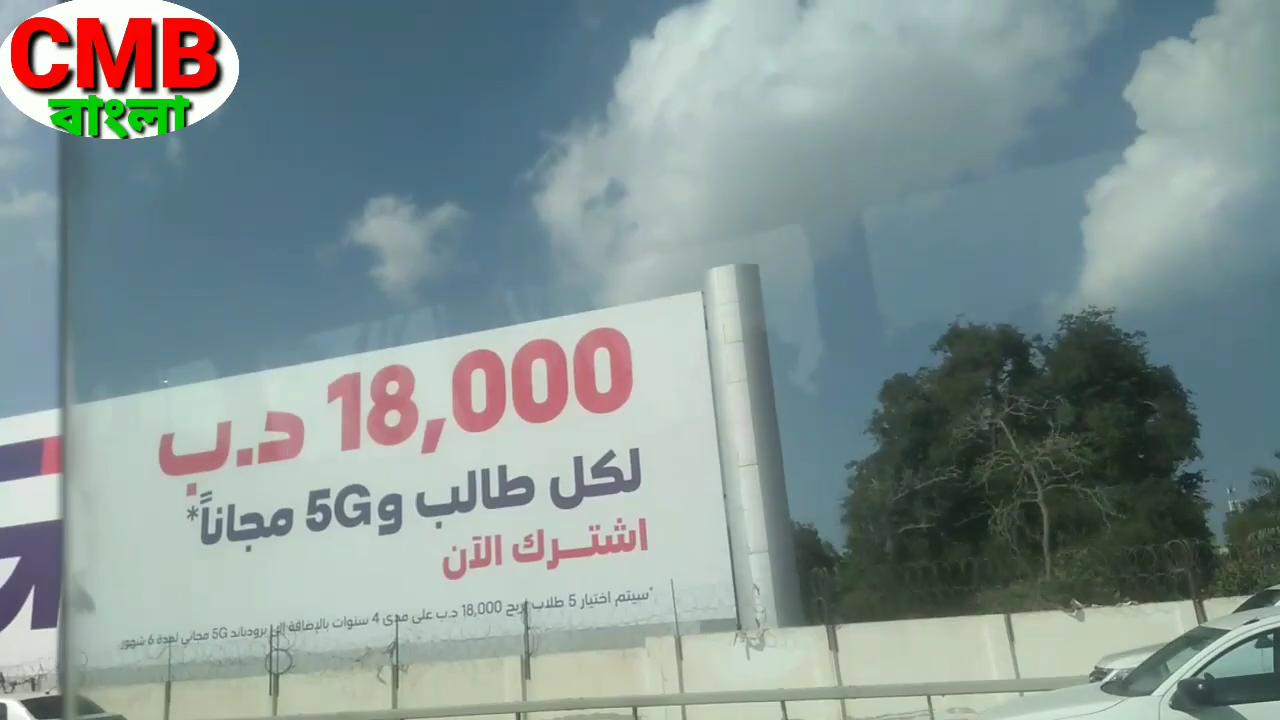 CMB
বাংলা
18,000 د.ب
لكل طالب و5G مجاناً*
اشتـــرك الآن
*سيتم اختيار 5 طلاب لربح 18,000 د.ب على مدى 4 سنوات بالإضافة إلى برودباند 5G مجاني لمدة 6 شهور